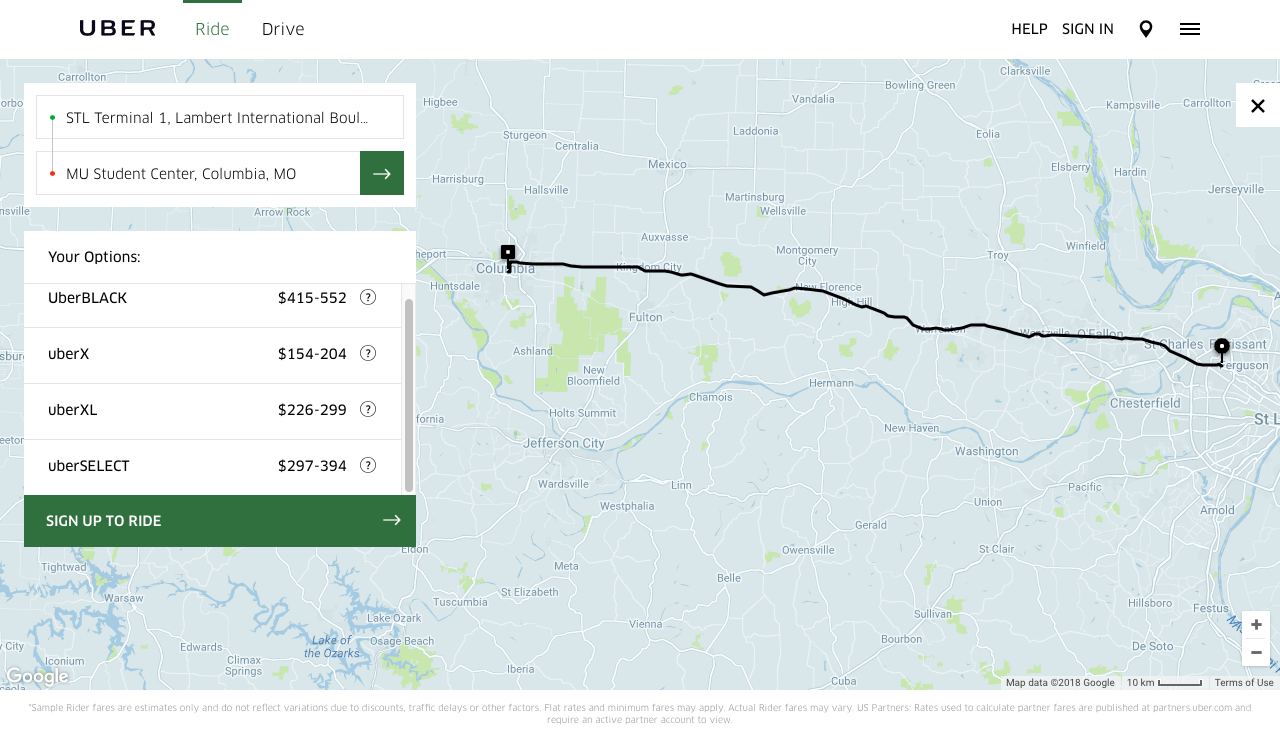 UBER
Ride
Drive
HELP
SIGN IN
STL Terminal 1, Lambert International Boul...
MU Student Center, Columbia, MO
Your Options:
UberBLACK $415-552 ?
uberX $154-204 ?
uberXL $226-299 ?
uberSELECT $297-394 ?
SIGN UP TO RIDE
Carrollton
Higbee
Vandalia
Bowling Green
Clarksville
Kampsville
Carrollton
Sturgeon
Centralia
Laddonia
Eolia
Mexico
Elsberry
Hardin
Harrisburg
Hallsville
Martinsburg
Wellsville
Jerseyville
Arrow Rock
Auxvasse
Montgomery
City
Troy
Winfield
heport
Columbia
Kingdom City
Huntsdale
New Florence
High Hill
Fulton
Warrenton
Wentzville
O'Fallon
St Charles
Florissant
Ashland
Ferguson
New
Bloomfield
Hermann
Chamois
Chesterfield
fornia
Holts Summit
St L
New Haven
Jefferson City
Washington
Wardsville
Linn
Pacific
Westphalia
Union
Arnold
Gerald
Eldon
Owensville
St Clair
Tightwad
Meta
Belle
Warsaw
St Elizabeth
Tuscumbia
Hillsboro
Festus
Lake Ozark
Vienna
Sullivan
Lake of
the Ozarks
Osage Beach
Bourbon
De Soto
y City
Edwards
Iconium
Climax
Springs
Iberia
Cuba
Google
Map data ©2018 Google
10 km
Terms of Use
*Sample Rider fares are estimates only and do not reflect variations due to discounts, traffic delays or other factors. Flat rates and minimum fares may apply. Actual Rider fares may vary. US Partners: Rates used to calculate partner fares are published at partners.uber.com and
require an active partner account to view.